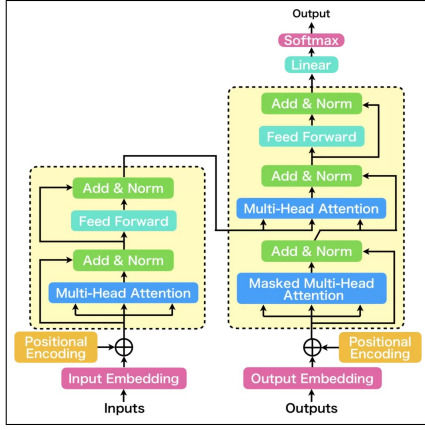 Output
Softmax
Linear
Add & Norm
Feed Forward
Add & Norm
Multi-Head Attention
Add & Norm
Masked Multi-Head
Attention
Positional
Encoding
Output Embedding
Outputs
Add & Norm
Feed Forward
Add & Norm
Multi-Head Attention
Positional
Encoding
Input Embedding
Inputs